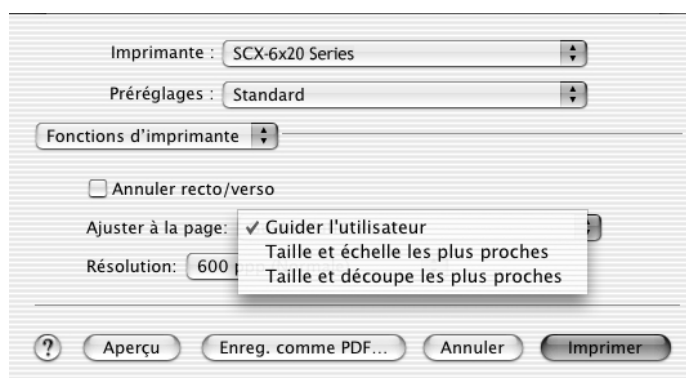 Imprimante : SCX-6x20 Series
Préréglages : Standard
Fonctions d'imprimante
Annuler recto/verso
Ajuster à la page: ✓ Guider l'utilisateur
Taille et échelle les plus proches
Taille et découpe les plus proches
Résolution: 600
? Aperçu Enreg. comme PDF... Annuler Imprimer